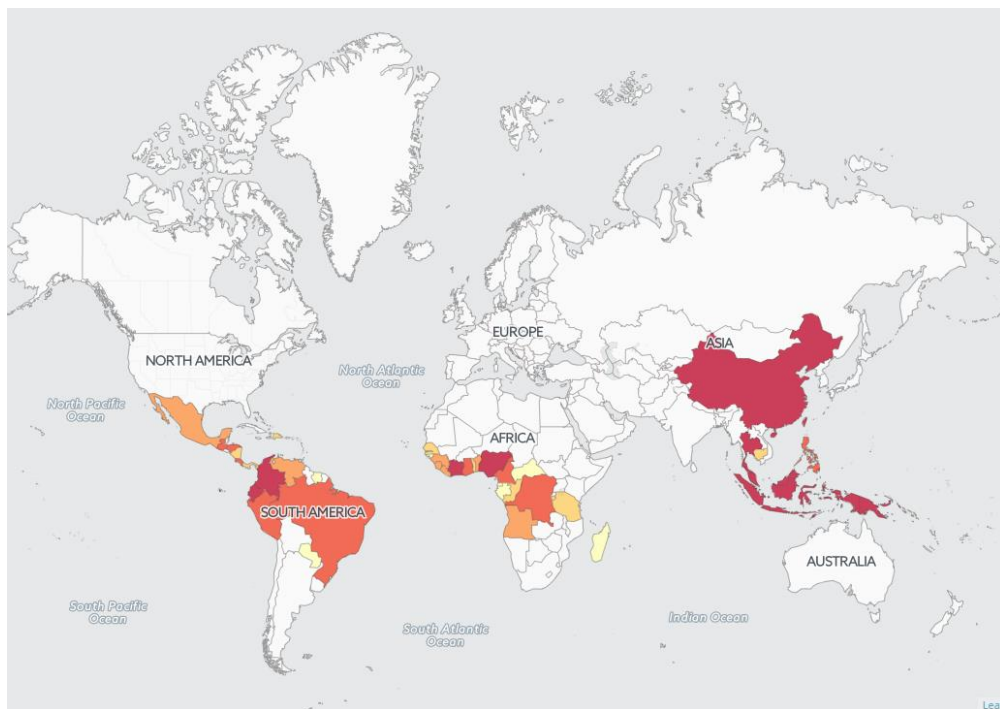 ASIA
EUROPE
NORTH AMERICA
North Atlantic
Ocean
North Pacific
Ocean
AFRICA
SOUTH AMERICA
AUSTRALIA
South Pacific
Ocean
Indian Ocean
South Atlantic
Ocean
Lea